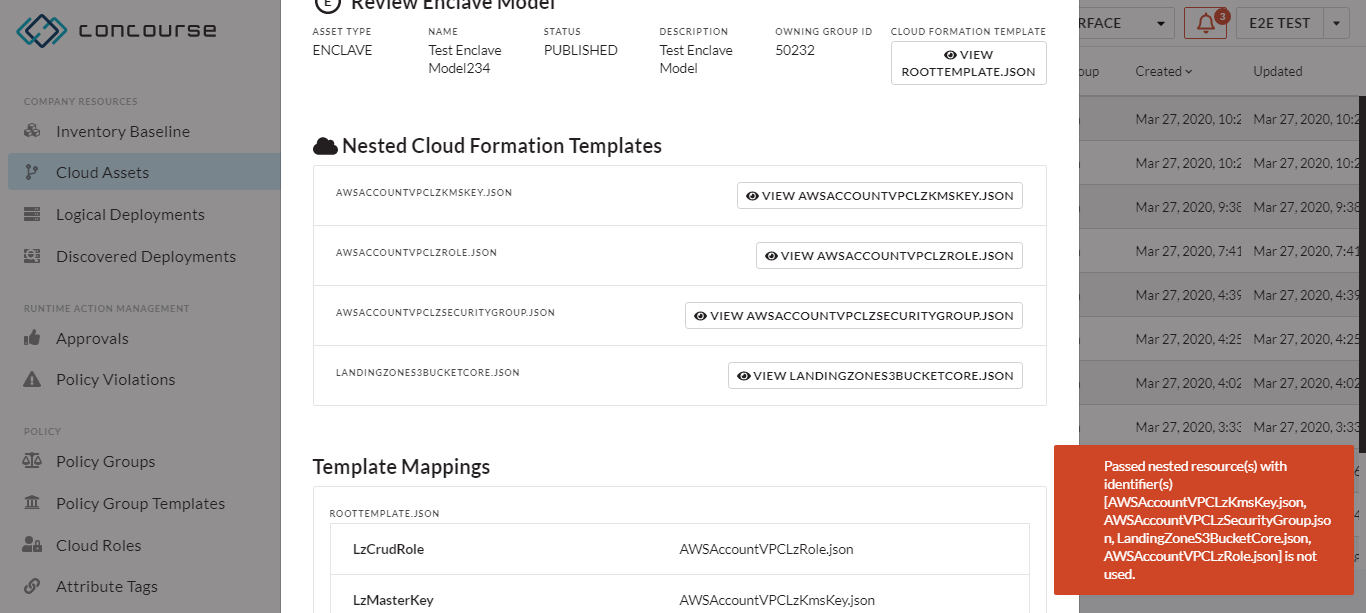 concourse
COMPANY RESOURCES
Inventory Baseline
Cloud Assets
Logical Deployments
Discovered Deployments
RUNTIME ACTION MANAGEMENT
Approvals
Policy Violations
POLICY
Policy Groups
Policy Group Templates
Cloud Roles
Attribute Tags
E Review Enclave Model
ASSET TYPE
ENCLAVE
NAME
Test Enclave
Model234
STATUS
PUBLISHED
DESCRIPTION
Test Enclave
Model
OWNING GROUP ID
50232
CLOUD FORMATION TEMPLATE
VIEW
ROOTTEMPLATE.JSON
Nested Cloud Formation Templates
AWSACCOUNTVPCLZKMSKEY.JSON
VIEW AWSACCOUNTVPCLZKMSKEY.JSON
AWSACCOUNTVPCLZROLE.JSON
VIEW AWSACCOUNTVPCLZROLE.JSON
AWSACCOUNTVPCLZSECURITYGROUP.JSON
VIEW AWSACCOUNTVPCLZSECURITYGROUP.JSON
LANDINGZONES3BUCKETCORE.JSON
VIEW LANDINGZONES3BUCKETCORE.JSON
Template Mappings
ROOTTEMPLATE.JSON
LzCrudRole AWSAccountVPCLzRole.json
LzMasterKey AWSAccountVPCLzKmsKey.json
RFACE
3
E2E TEST
oup Created Updated
Mar 27, 2020, 10:2 Mar 27, 2020, 10:2
Mar 27, 2020, 10:2 Mar 27, 2020, 10:2
Mar 27, 2020, 9:38 Mar 27, 2020, 9:38
Mar 27, 2020, 7:41 Mar 27, 2020, 7:41
Mar 27, 2020, 4:39 Mar 27, 2020, 4:39
Mar 27, 2020, 4:25 Mar 27, 2020, 4:25
Mar 27, 2020, 4:02 Mar 27, 2020, 4:02
Mar 27, 2020, 3:33 Mar 27, 2020, 3:33
Passed nested resource(s) with
identifier(s)
[AWSAccountVPCLzKmsKey.json,
AWSAccountVPCLzSecurityGroup.jso
n, LandingZoneS3BucketCore.json,
AWSAccountVPCLzRole.json] is not
used.